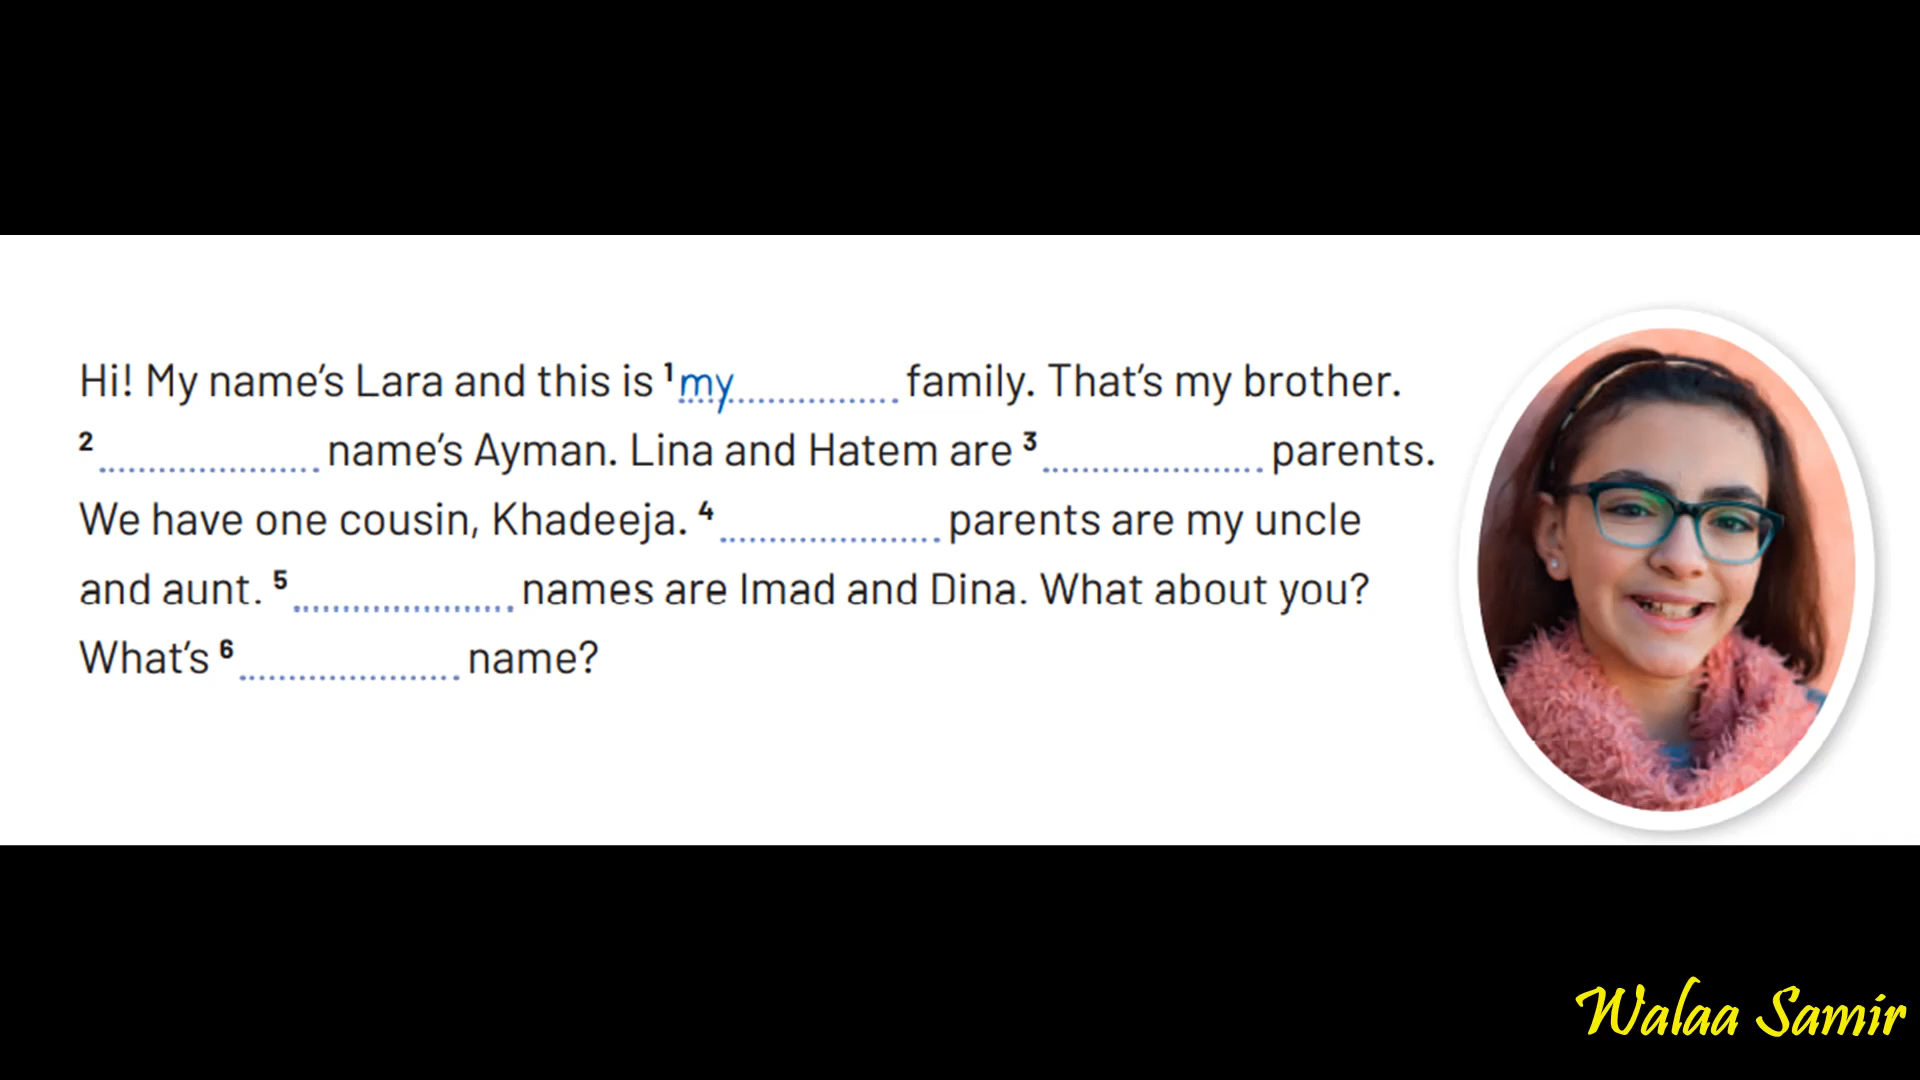 Hi! My name's Lara and this is ¹my.................. family. That's my brother.
²...................... name's Ayman. Lina and Hatem are ³...................... parents.
We have one cousin, Khadeeja. ⁴...................... parents are my uncle
and aunt. ⁵...................... names are Imad and Dina. What about you?
What's ⁶...................... name?
Walaa Samir